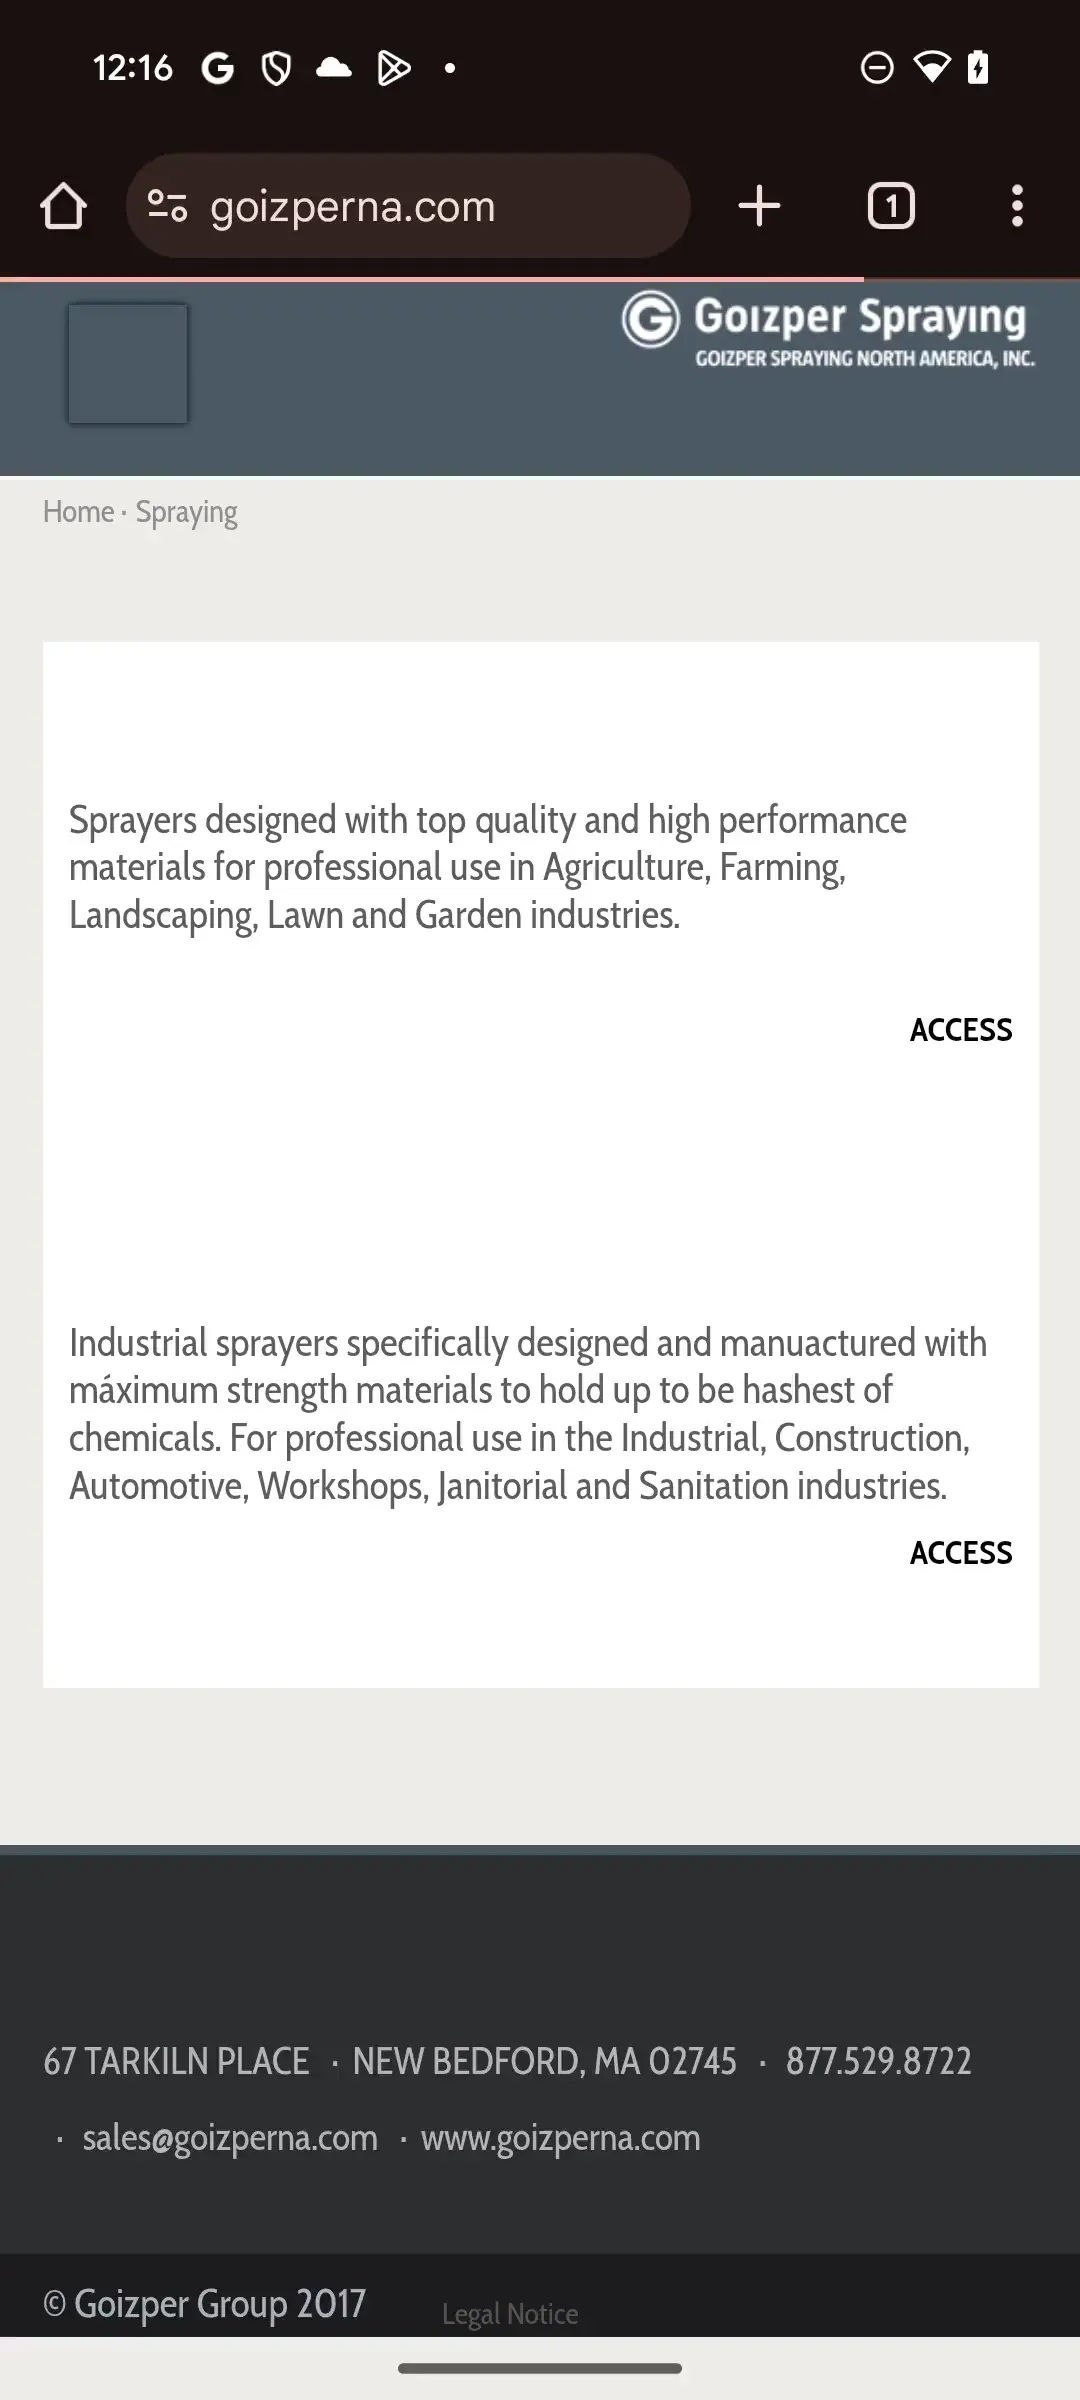 12:16
goizperna.com
1
Goizper Spraying
GOIZPER SPRAYING NORTH AMERICA, INC.
Home · Spraying
Sprayers designed with top quality and high performance
materials for professional use in Agriculture, Farming,
Landscaping, Lawn and Garden industries.
ACCESS
Industrial sprayers specifically designed and manuactured with
máximum strength materials to hold up to be hashest of
chemicals. For professional use in the Industrial, Construction,
Automotive, Workshops, Janitorial and Sanitation industries.
ACCESS
67 TARKILN PLACE · NEW BEDFORD, MA 02745 · 877.529.8722
· sales@goizperna.com · www.goizperna.com
© Goizper Group 2017 Legal Notice